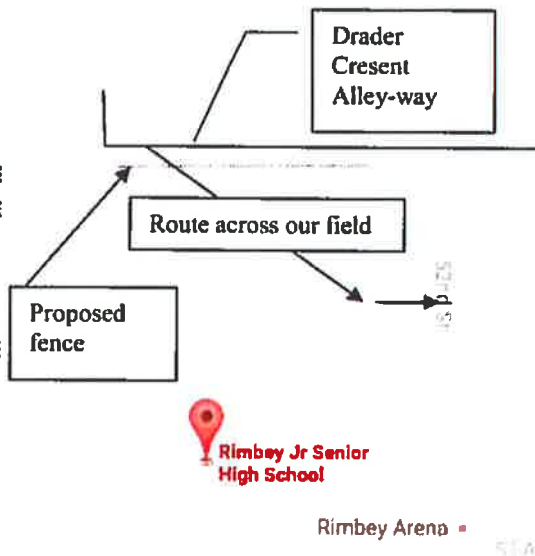 Drader
Cresent
Alley-way
Route across our field
Proposed
fence
Rimbey Jr Senior
High School
Rimbey Arena